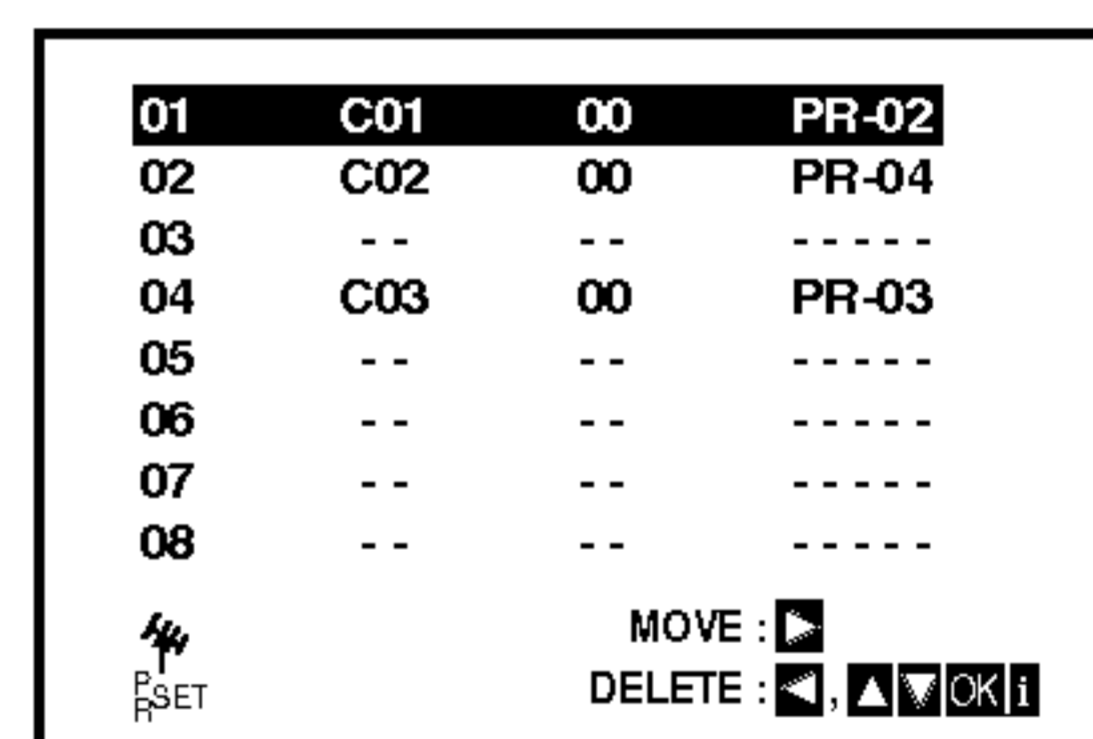 01 C01 00 PR-02
02 C02 00 PR-04
03 - - - - - - - - -
04 C03 00 PR-03
05 - - - - - - - - -
06 - - - - - - - - -
07 - - - - - - - - -
08 - - - - - - - - -
MOVE : ▷
PR SET DELETE : ◁ , △ ▽ OK i